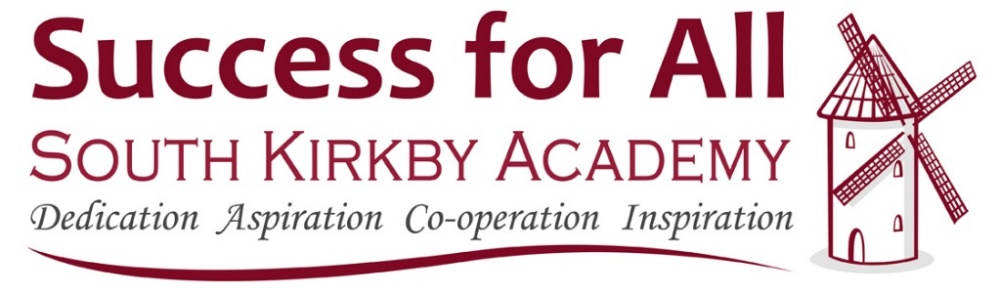 Success for All
SOUTH KIRKBY ACADEMY
Dedication Aspiration Co-operation Inspiration